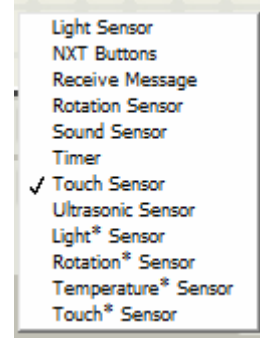 Light Sensor
NXT Buttons
Receive Message
Rotation Sensor
Sound Sensor
Timer
✓ Touch Sensor
Ultrasonic Sensor
Light* Sensor
Rotation* Sensor
Temperature* Sensor
Touch* Sensor